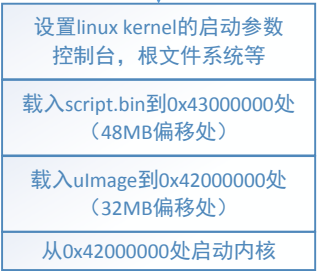 设置linux kernel的启动参数
控制台，根文件系统等
载入script.bin到0x43000000处
（48MB偏移处）
载入uImage到0x42000000处
（32MB偏移处）
从0x42000000处启动内核